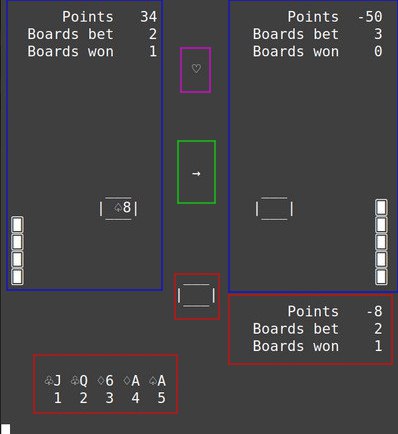 Points 34
Boards bet 2
Boards won 1
♡
Points -50
Boards bet 3
Boards won 0
→
♤8
Points -8
Boards bet 2
Boards won 1
♧J ♧Q ♢6 ♢A ♤A
1 2 3 4 5